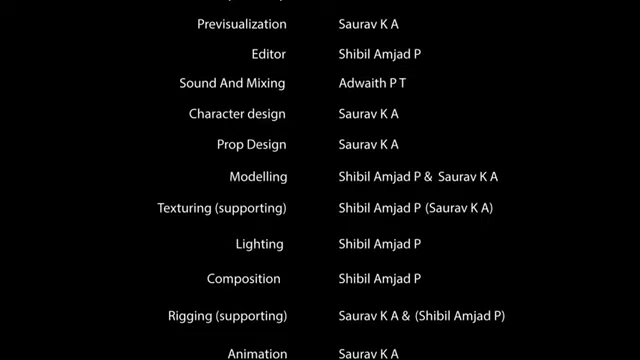 Previsualization Saurav K A
Editor Shibil Amjad P
Sound And Mixing Adwaith P T
Character design Saurav K A
Prop Design Saurav K A
Modelling Shibil Amjad P & Saurav K A
Texturing (supporting) Shibil Amjad P (Saurav K A)
Lighting Shibil Amjad P
Composition Shibil Amjad P
Rigging (supporting) Saurav K A & (Shibil Amjad P)
Animation Saurav K A